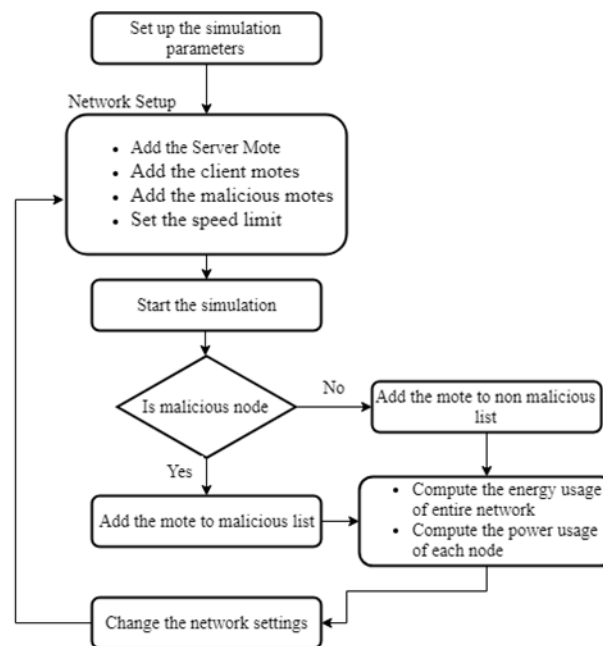 Set up the simulation
parameters
Network Setup
• Add the Server Mote
• Add the client motes
• Add the malicious motes
• Set the speed limit
Start the simulation
Is malicious node
No
Add the mote to non malicious
list
Yes
Add the mote to malicious list
• Compute the energy usage
of entire network
• Compute the power usage
of each node
Change the network settings